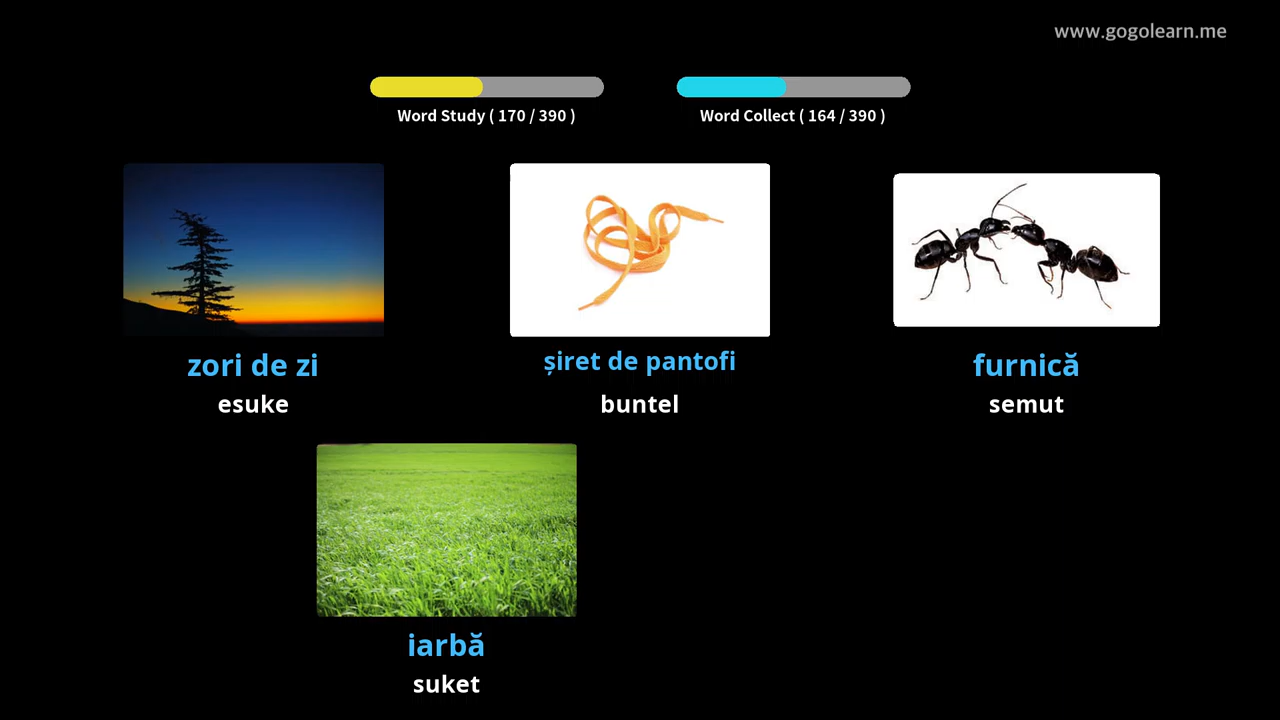 www.gogolearn.me
Word Study ( 170 / 390 )
Word Collect ( 164 / 390 )
zori de zi
esuke
șiret de pantofi
buntel
furnică
semut
iarbă
suket